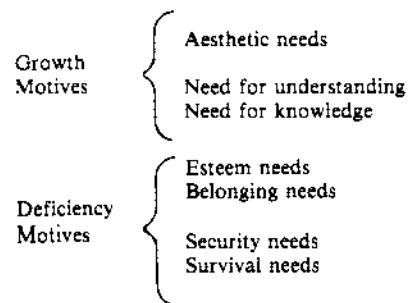 Aesthetic needs
Growth
Motives
Need for understanding
Need for knowledge
Esteem needs
Belonging needs
Deficiency
Motives
Security needs
Survival needs